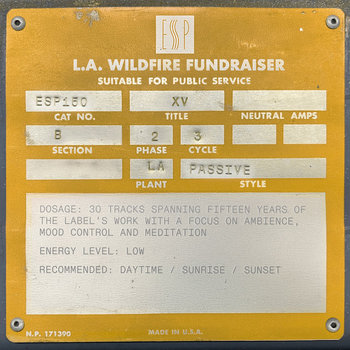 ESP
L.A. WILDFIRE FUNDRAISER
SUITABLE FOR PUBLIC SERVICE
ESP150 XV
CAT NO. TITLE NEUTRAL AMPS
B 2 3
SECTION PHASE CYCLE
LA PASSIVE
PLANT STYLE
DOSAGE: 30 TRACKS SPANNING FIFTEEN YEARS OF
THE LABEL'S WORK WITH A FOCUS ON AMBIENCE,
MOOD CONTROL AND MEDITATION
ENERGY LEVEL: LOW
RECOMMENDED: DAYTIME / SUNRISE / SUNSET
N.P. 171390 MADE IN U.S.A.